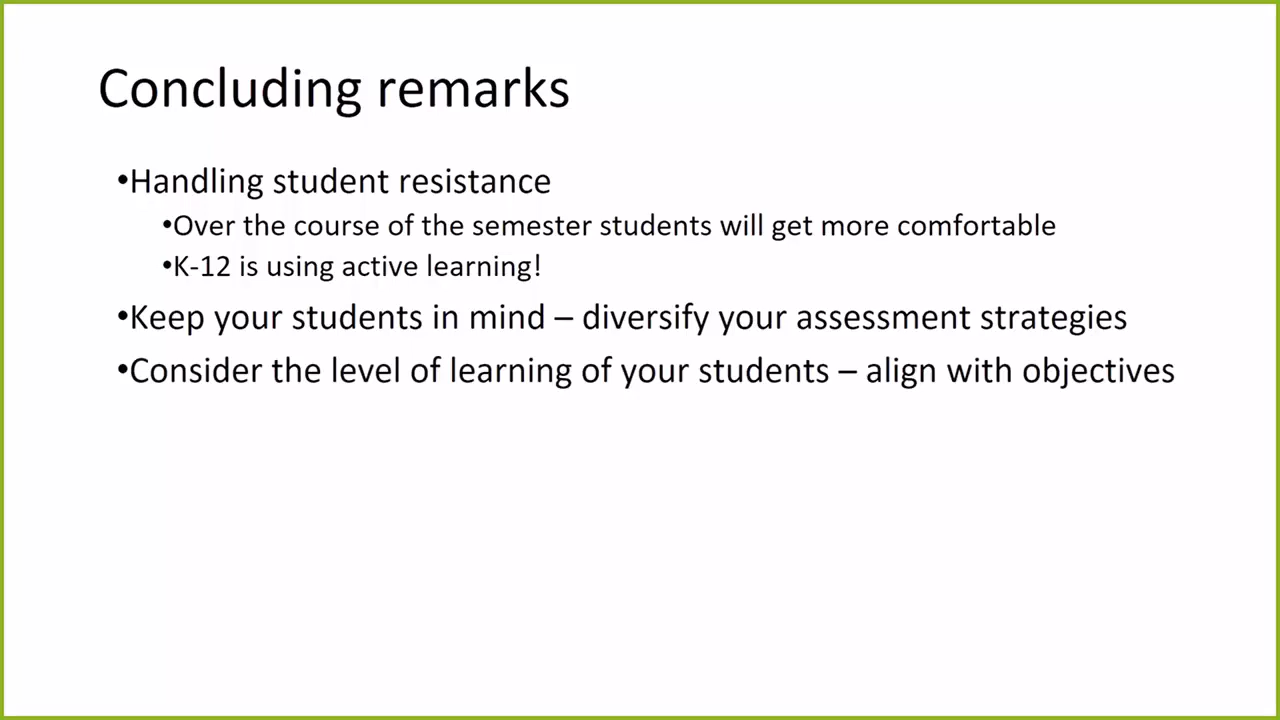 Concluding remarks
•Handling student resistance
•Over the course of the semester students will get more comfortable
•K-12 is using active learning!
•Keep your students in mind – diversify your assessment strategies
•Consider the level of learning of your students – align with objectives